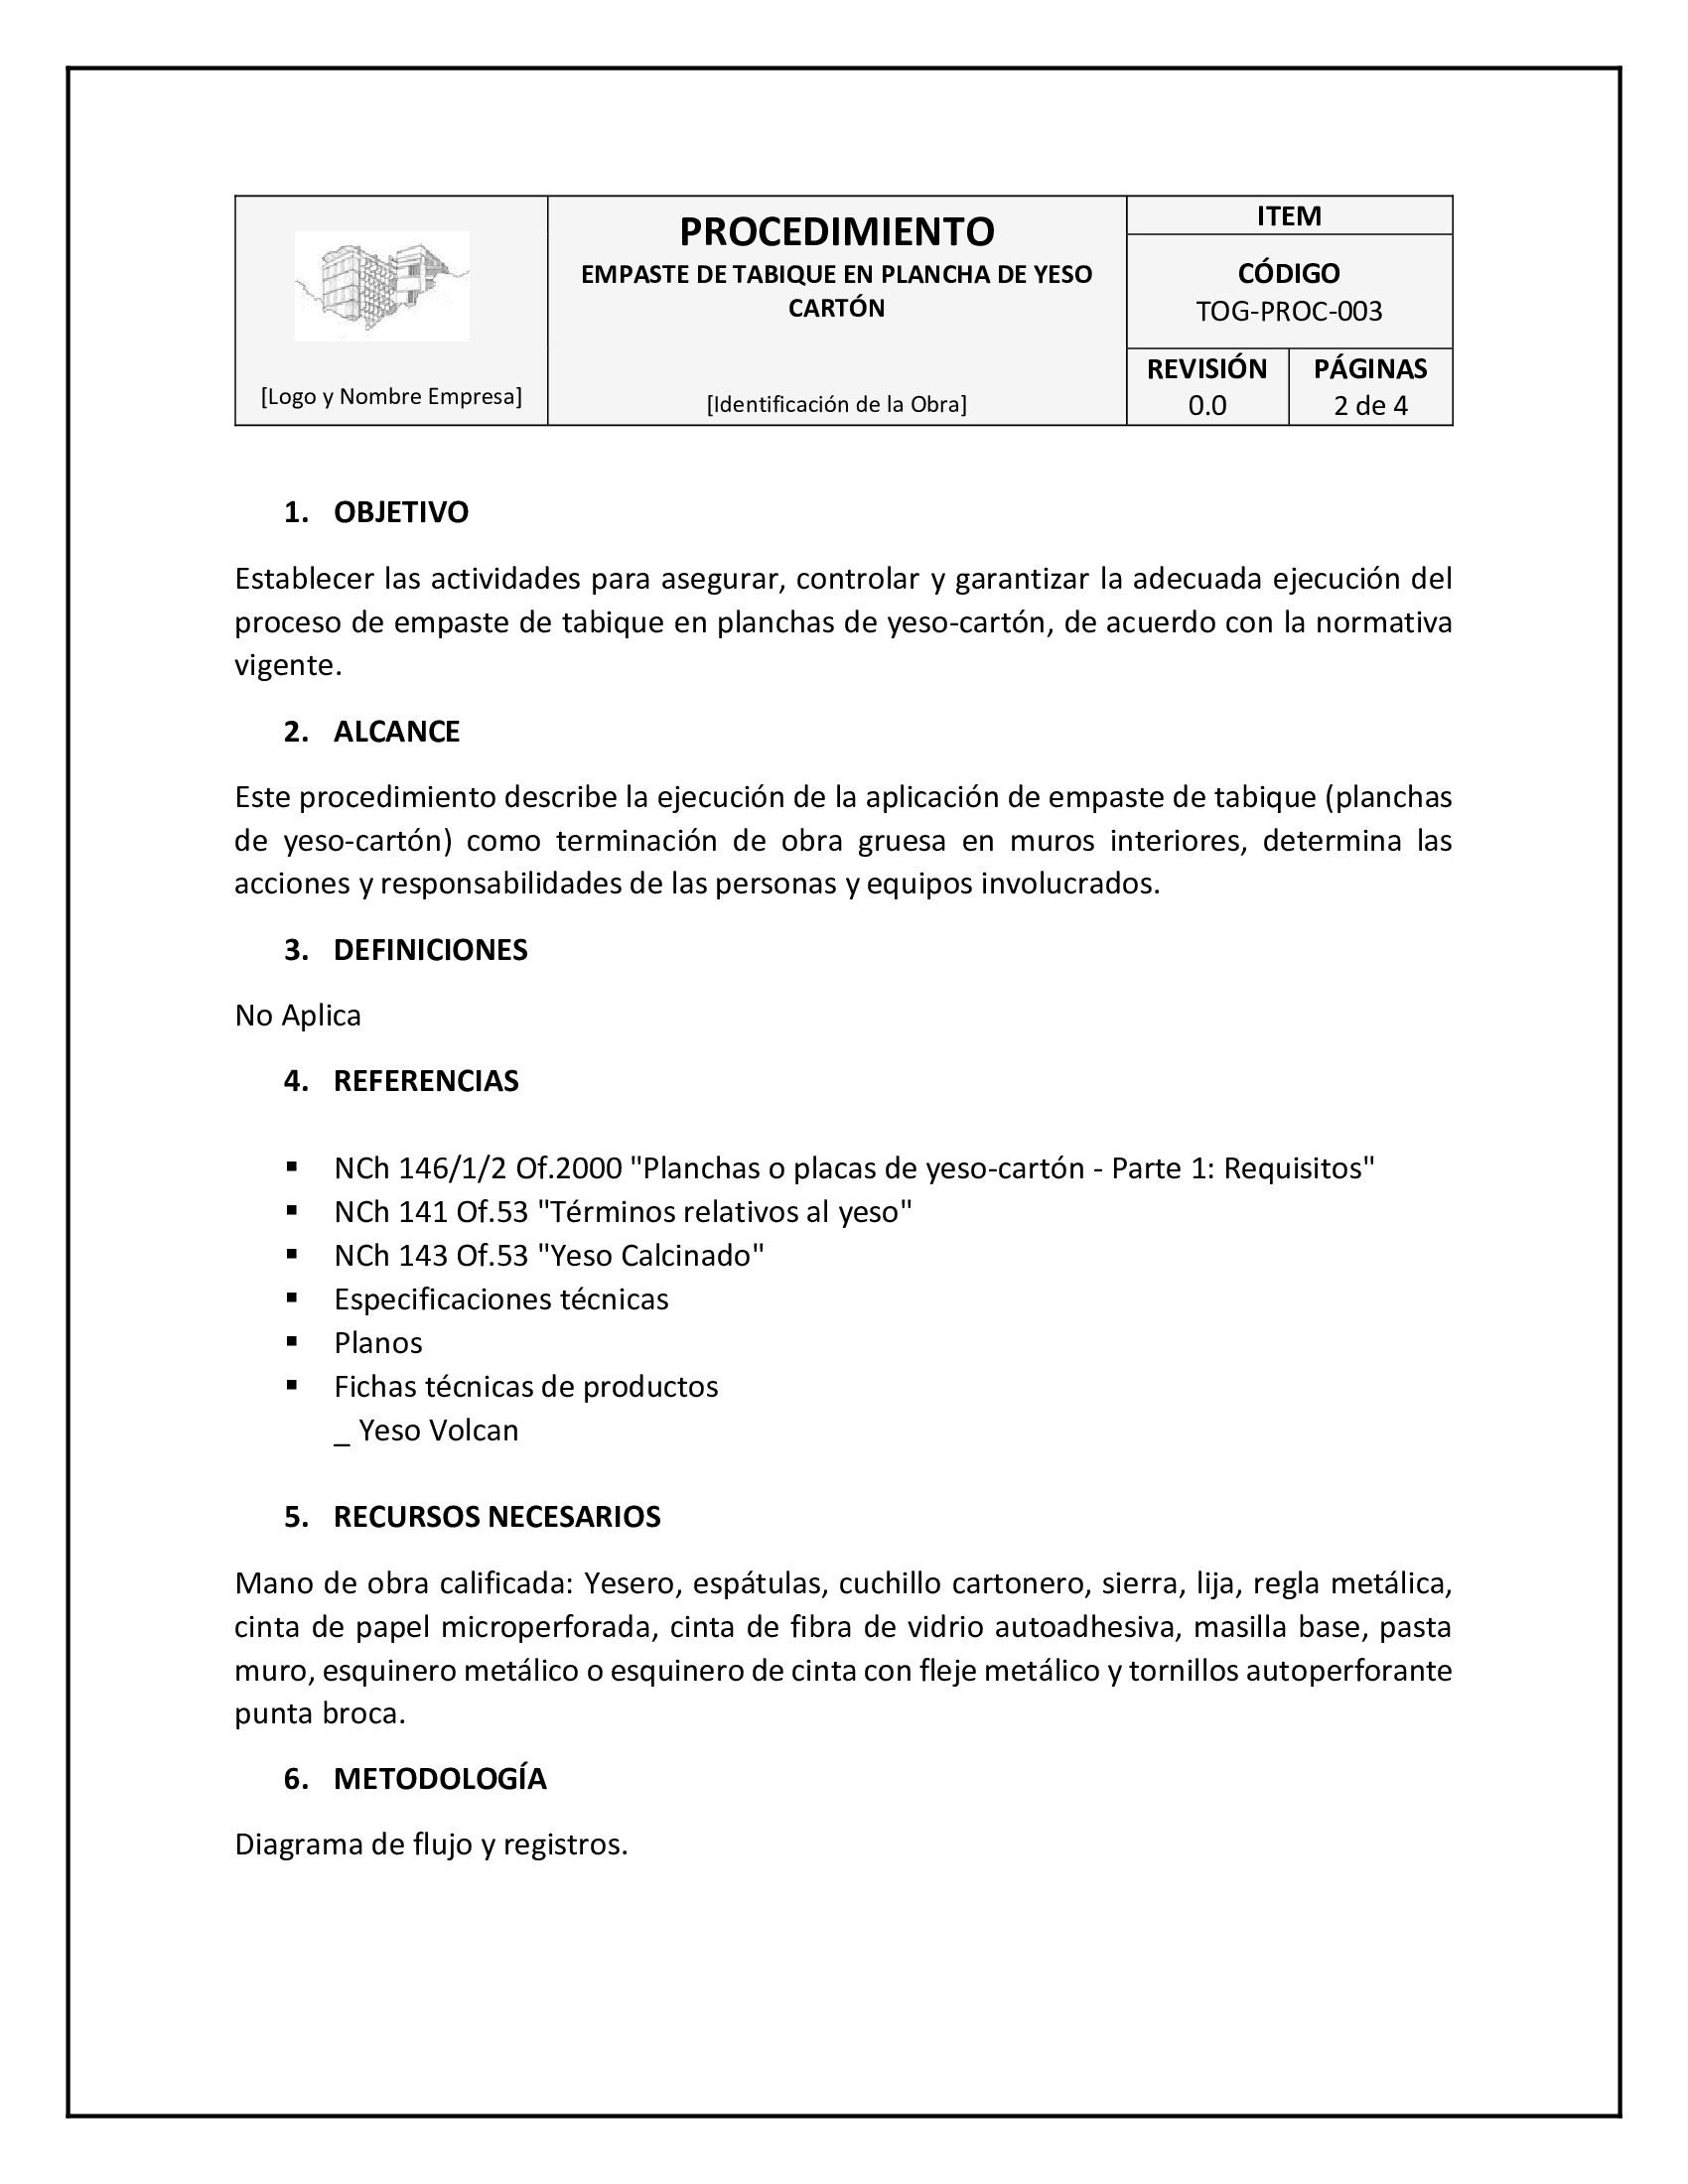 [Logo y Nombre Empresa]
PROCEDIMIENTO
EMPASTE DE TABIQUE EN PLANCHA DE YESO
CARTÓN
[Identificación de la Obra]
ITEM
CÓDIGO
TOG-PROC-003
REVISIÓN
0.0
PÁGINAS
2 de 4
1. OBJETIVO
Establecer las actividades para asegurar, controlar y garantizar la adecuada ejecución del
proceso de empaste de tabique en planchas de yeso-cartón, de acuerdo con la normativa
vigente.
2. ALCANCE
Este procedimiento describe la ejecución de la aplicación de empaste de tabique (planchas
de yeso-cartón) como terminación de obra gruesa en muros interiores, determina las
acciones y responsabilidades de las personas y equipos involucrados.
3. DEFINICIONES
No Aplica
4. REFERENCIAS
▪ NCh 146/1/2 Of.2000 "Planchas o placas de yeso-cartón - Parte 1: Requisitos"
▪ NCh 141 Of.53 "Términos relativos al yeso"
▪ NCh 143 Of.53 "Yeso Calcinado"
▪ Especificaciones técnicas
▪ Planos
▪ Fichas técnicas de productos
_ Yeso Volcan
5. RECURSOS NECESARIOS
Mano de obra calificada: Yesero, espátulas, cuchillo cartonero, sierra, lija, regla metálica,
cinta de papel microperforada, cinta de fibra de vidrio autoadhesiva, masilla base, pasta
muro, esquinero metálico o esquinero de cinta con fleje metálico y tornillos autoperforante
punta broca.
6. METODOLOGÍA
Diagrama de flujo y registros.